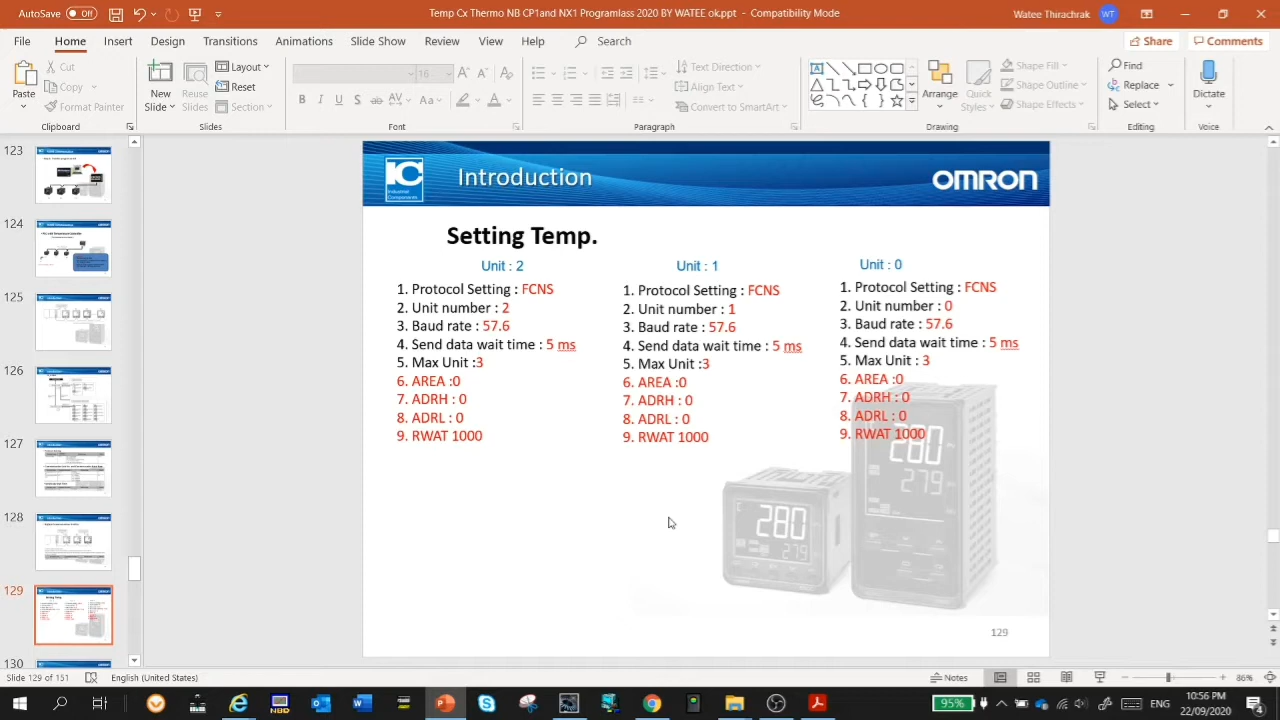 AutoSave Off
Temp Cx Thermo NB CP1and NX1 Programlass 2020 BY WATEE ok.ppt - Compatibility Mode
Watee Thirachrak WT
File Home Insert Design Transitions Animations Slide Show Review View Help Search Share Comments
Paste
Cut
Copy
Format Painter
Clipboard
New Slide
Reuse Slides
Layout
Reset
Section
Slides
16
Font
Text Direction
Align Text
Convert to SmartArt
Paragraph
Arrange
Quick Styles
Shape Fill
Shape Outline
Shape Effects
Drawing
Find
Replace
Select
Editing
Dictate
Voice
123
124
125
126
127
128
129
130
IC
Industrial
Components
Introduction
OMRON
Setting Temp.
Unit : 2
1. Protocol Setting : FCNS
2. Unit number : 2
3. Baud rate : 57.6
4. Send data wait time : 5 ms
5. Max Unit :3
6. AREA :0
7. ADRH : 0
8. ADRL : 0
9. RWAT 1000
Unit : 1
1. Protocol Setting : FCNS
2. Unit number : 1
3. Baud rate : 57.6
4. Send data wait time : 5 ms
5. Max Unit :3
6. AREA :0
7. ADRH : 0
8. ADRL : 0
9. RWAT 1000
Unit : 0
1. Protocol Setting : FCNS
2. Unit number : 0
3. Baud rate : 57.6
4. Send data wait time : 5 ms
5. Max Unit : 3
6. AREA :0
7. ADRH : 0
8. ADRL : 0
9. RWAT 1000
280
280
129
Slide 129 of 151
English (United States)
Notes
86%
95%
ENG
10:56 AM
22/09/2020